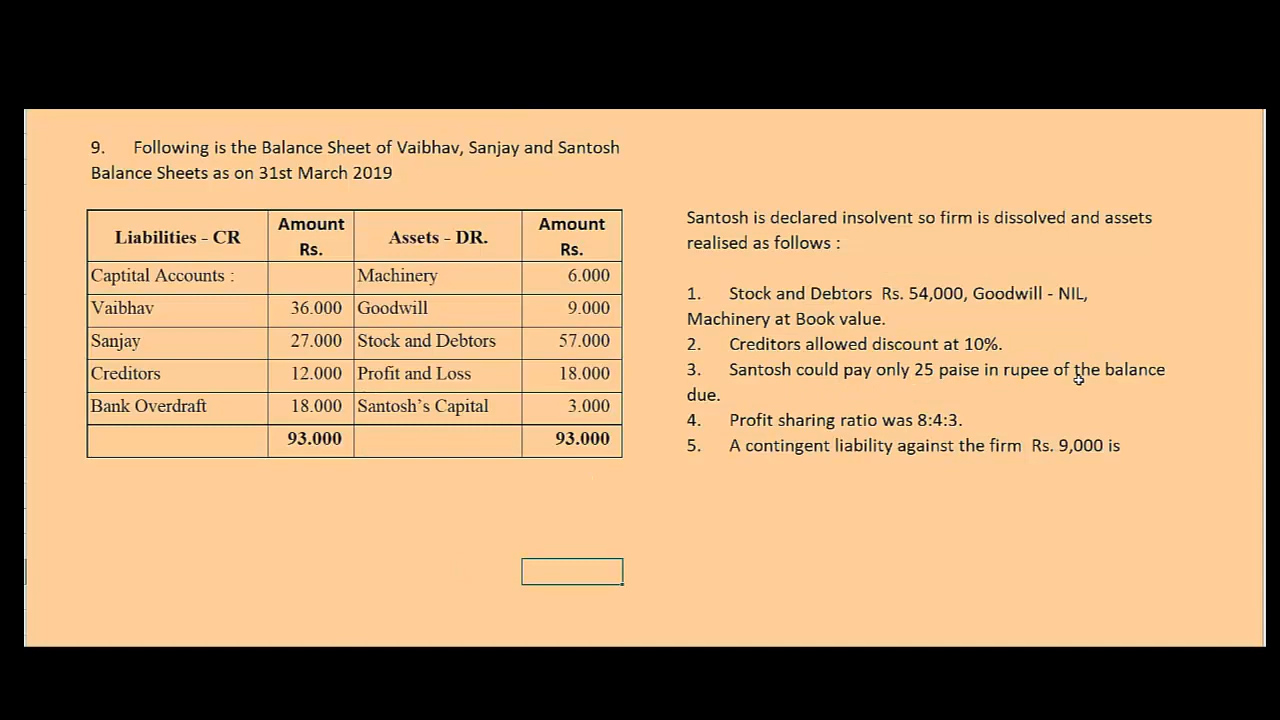 9. Following is the Balance Sheet of Vaibhav, Sanjay and Santosh
Balance Sheets as on 31st March 2019
Liabilities - CR Amount Rs. Assets - DR. Amount Rs.
Captital Accounts : Machinery 6.000
Vaibhav 36.000 Goodwill 9.000
Sanjay 27.000 Stock and Debtors 57.000
Creditors 12.000 Profit and Loss 18.000
Bank Overdraft 18.000 Santosh’s Capital 3.000
93.000 93.000
Santosh is declared insolvent so firm is dissolved and assets
realised as follows :
1. Stock and Debtors Rs. 54,000, Goodwill - NIL,
Machinery at Book value.
2. Creditors allowed discount at 10%.
3. Santosh could pay only 25 paise in rupee of the balance
due.
4. Profit sharing ratio was 8:4:3.
5. A contingent liability against the firm Rs. 9,000 is